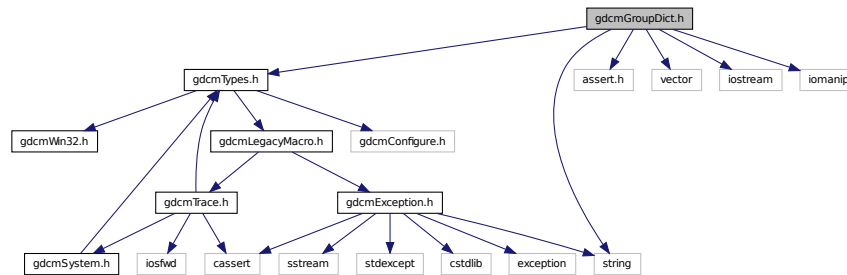 gdcmGroupDict.h
gdcmTypes.h
assert.h
vector
iostream
iomanip
gdcmWin32.h
gdcmLegacyMacro.h
gdcmConfigure.h
gdcmTrace.h
gdcmException.h
gdcmSystem.h
iosfwd
cassert
sstream
stdexcept
cstdlib
exception
string